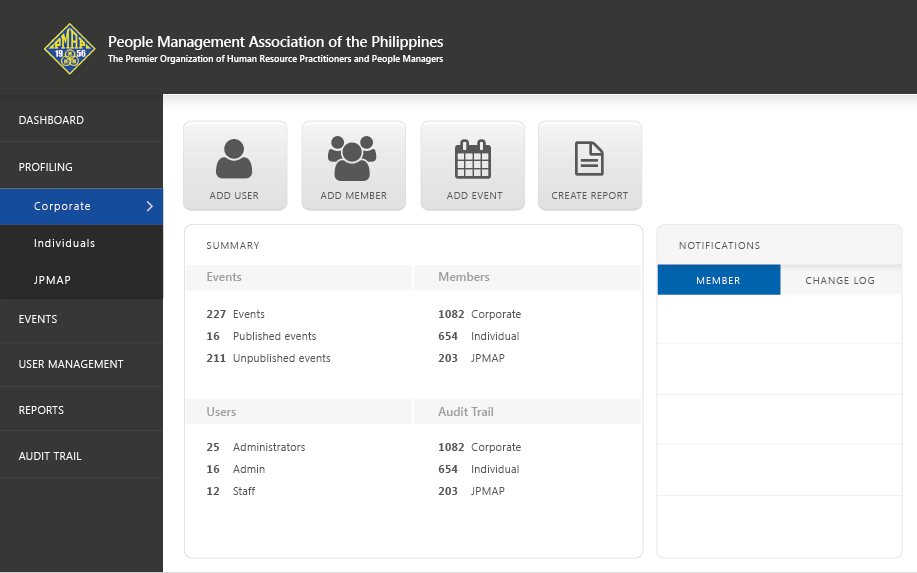 PMAP
19 56
People Management Association of the Philippines
The Premier Organization of Human Resource Practitioners and People Managers
DASHBOARD
PROFILING
Corporate
Individuals
JPMAP
EVENTS
USER MANAGEMENT
REPORTS
AUDIT TRAIL
ADD USER
ADD MEMBER
ADD EVENT
CREATE REPORT
SUMMARY
Events
227 Events
16 Published events
211 Unpublished events
Members
1082 Corporate
654 Individual
203 JPMAP
Users
25 Administrators
16 Admin
12 Staff
Audit Trail
1082 Corporate
654 Individual
203 JPMAP
NOTIFICATIONS
MEMBER
CHANGE LOG